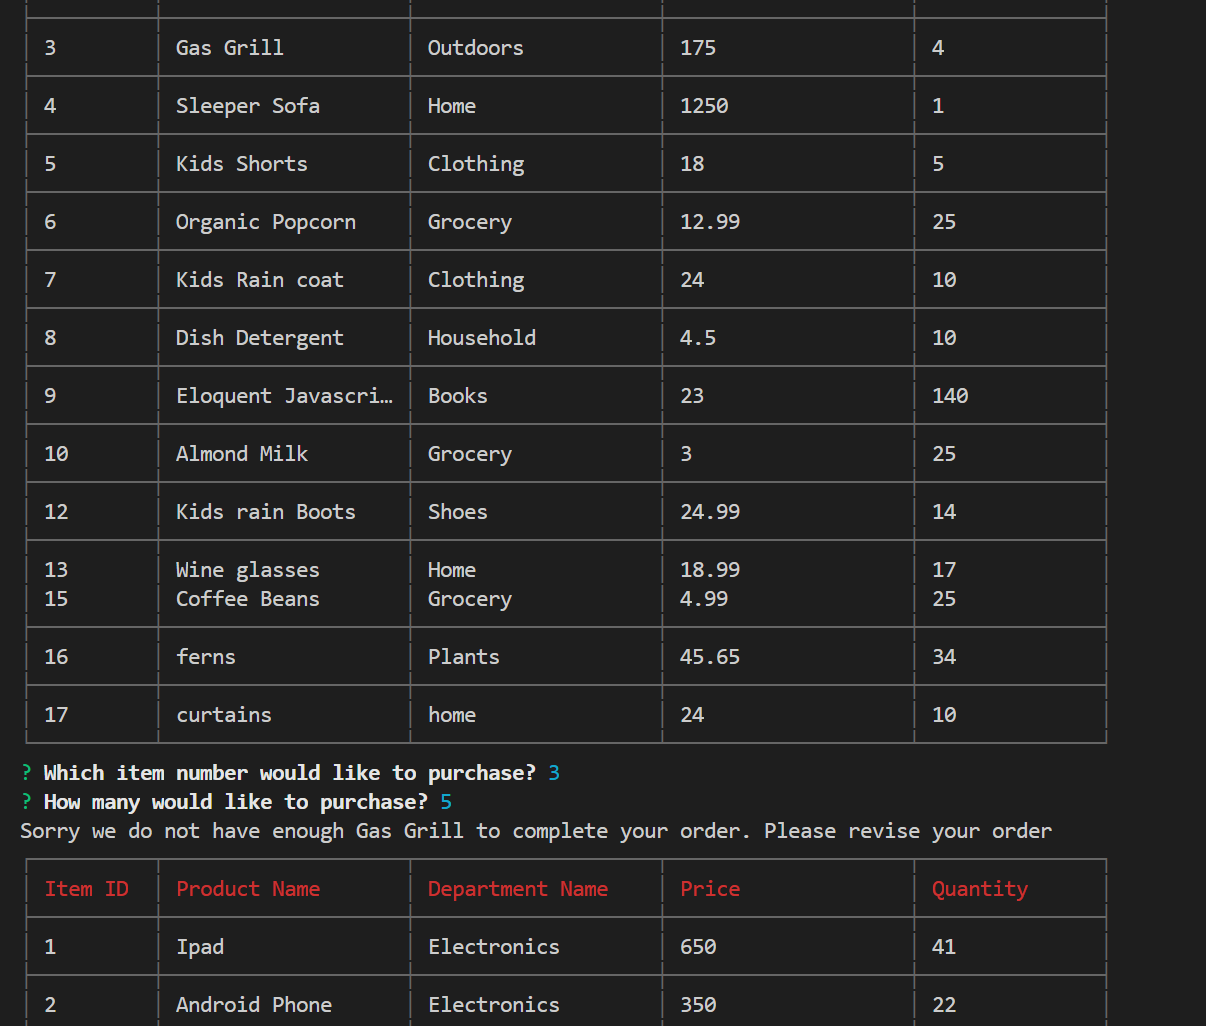 3 Gas Grill Outdoors 175 4
4 Sleeper Sofa Home 1250 1
5 Kids Shorts Clothing 18 5
6 Organic Popcorn Grocery 12.99 25
7 Kids Rain coat Clothing 24 10
8 Dish Detergent Household 4.5 10
9 Eloquent Javascri… Books 23 140
10 Almond Milk Grocery 3 25
12 Kids rain Boots Shoes 24.99 14
13 Wine glasses Home 18.99 17
15 Coffee Beans Grocery 4.99 25
16 ferns Plants 45.65 34
17 curtains home 24 10
? Which item number would like to purchase? 3
? How many would like to purchase? 5
Sorry we do not have enough Gas Grill to complete your order. Please revise your order
Item ID Product Name Department Name Price Quantity
1 Ipad Electronics 650 41
2 Android Phone Electronics 350 22